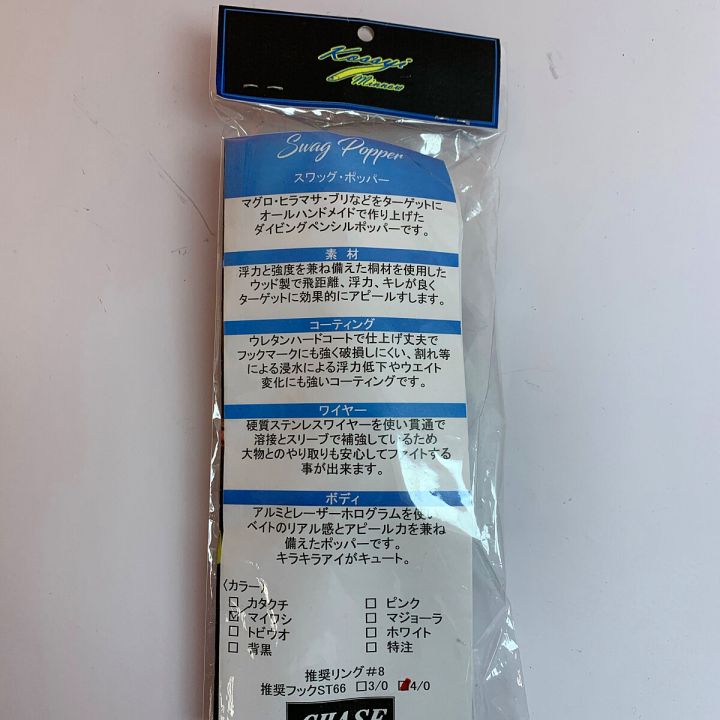 Kossyi
Minnow
Swag Popper
スワッグ・ポッパー
マグロ・ヒラマサ・ブリなどをターゲットに
オールハンドメイドで作り上げた
ダイビングペンシルポッパーです。
素 材
浮力と強度を兼ね備えた桐材を使用した
ウッド製で飛距離、浮力、キレが良く
ターゲットに効果的にアピールすします。
コーティング
ウレタンハードコートで仕上げ丈夫で
フックマークにも強く破損しにくい、割れ等
による浸水による浮力低下やウエイト
変化にも強いコーティングです。
ワイヤー
硬質ステンレスワイヤーを使い貫通で
溶接とスリーブで補強しているため
大物とのやり取りも安心してファイトする
事が出来ます。
ボディ
アルミとレーザーホログラムを使い
ベイトのリアル感とアピール力を兼ね
備えたポッパーです。
キラキラアイがキュート。
〈カラー〉
□ カタクチ □ ピンク
☑ マイワシ □ マジョーラ
□ トビウオ □ ホワイト
□ 背黒 □ 特注
推奨リング#8
推奨フックST66 □3/0 ☑4/0
CHASE